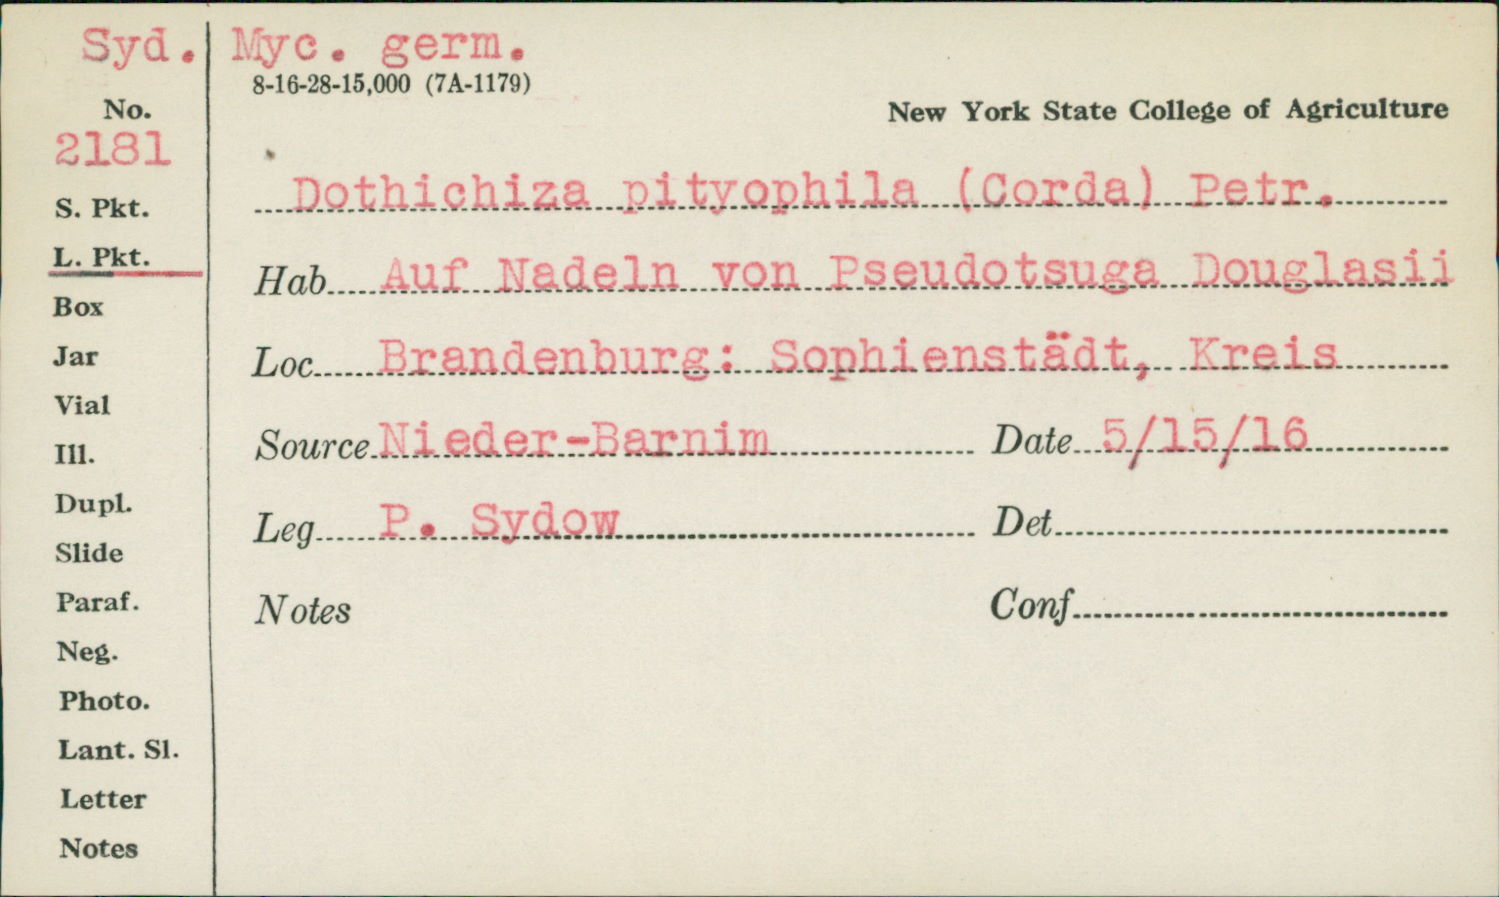 Syd. Myc. germ.
8-16-28-15,000 (7A-1179)
New York State College of Agriculture
No.
2181
S. Pkt.
L. Pkt.
Box
Jar
Vial
Ill.
Dupl.
Slide
Paraf.
Neg.
Photo.
Lant. Sl.
Letter
Notes
Dothichiza pityophila (Corda) Petr.
Hab Auf Nadeln von Pseudotsuga Douglasii
Loc Brandenburg: Sophienstädt, Kreis
Source Nieder-Barnim Date 5/15/16
Leg P. Sydow Det
Notes Conf